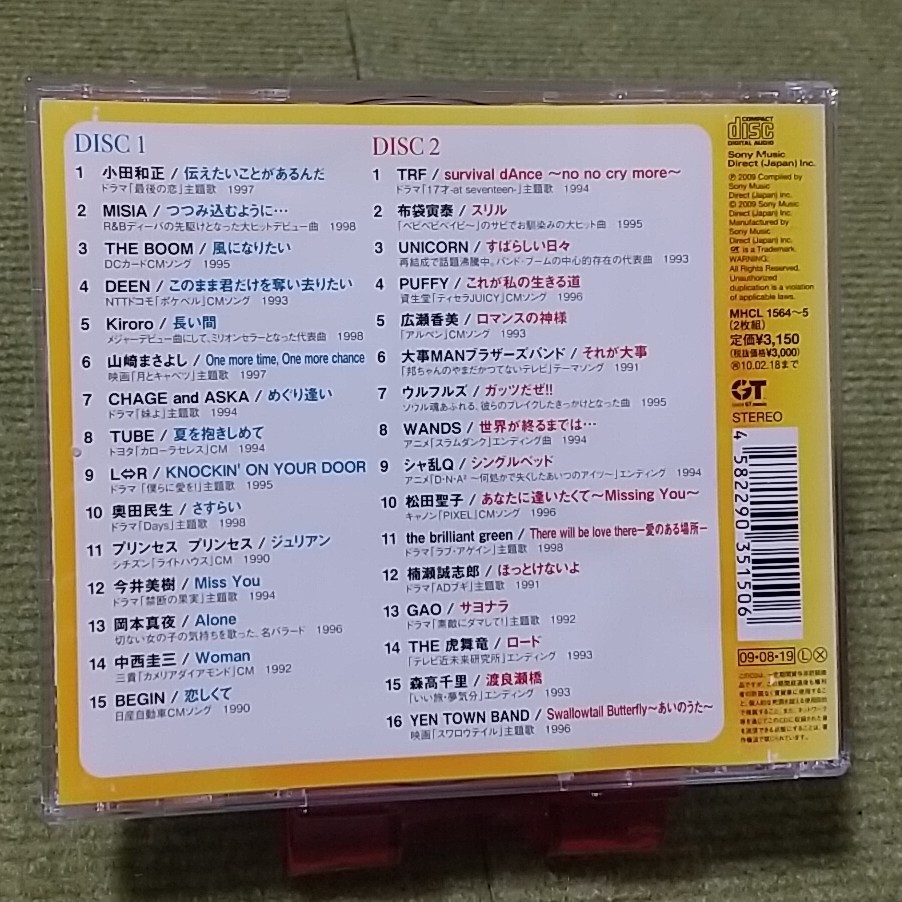 DISC 1
1 小田和正 / 伝えたいことがあるんだ
ドラマ「最後の恋」主題歌 1997
2 MISIA / つつみ込むように…
R&Bディーバの先駆けとなった大ヒットデビュー曲 1998
3 THE BOOM / 風になりたい
DCカードCMソング 1995
4 DEEN / このまま君だけを奪い去りたい
NTTドコモ「ポケベル」CMソング 1993
5 Kiroro / 長い間
メジャーデビュー曲にして、ミリオンセラーとなった代表曲 1998
6 山崎まさよし / One more time, One more chance
映画「月とキャベツ」主題歌 1997
7 CHAGE and ASKA / めぐり逢い
ドラマ「妹よ」主題歌 1994
8 TUBE / 夏を抱きしめて
トヨタ「カローラセレス」CM 1994
9 L⇔R / KNOCKIN' ON YOUR DOOR
ドラマ「僕らに愛を!」主題歌 1995
10 奥田民生 / さすらい
ドラマ「Days」主題歌 1998
11 プリンセス プリンセス / ジュリアン
シチズン「ライトハウス」CM 1990
12 今井美樹 / Miss You
ドラマ「禁断の果実」主題歌 1994
13 岡本真夜 / Alone
切ない女の子の気持ちを歌った、名バラード 1996
14 中西圭三 / Woman
三貴「カメリアダイアモンド」CM 1992
15 BEGIN / 恋しくて
日産自動車CMソング 1990
DISC 2
1 TRF / survival dAnce 〜no no cry more〜
ドラマ「17才-at seventeen-」主題歌 1994
2 布袋寅泰 / スリル
「ベビベビベイビ〜」のサビでお馴染みの大ヒット曲 1995
3 UNICORN / すばらしい日々
再結成で話題沸騰中。バンド・ブームの中心的存在の代表曲 1993
4 PUFFY / これが私の生きる道
資生堂「ティセラJUICY」CMソング 1996
5 広瀬香美 / ロマンスの神様
「アルペン」CMソング 1993
6 大事MANブラザーズバンド / それが大事
「邦ちゃんのやまだかつてないテレビ」テーマソング 1991
7 ウルフルズ / ガッツだぜ!!
ソウル魂あふれる、彼らのブレイクしたきっかけとなった曲 1995
8 WANDS / 世界が終るまでは…
アニメ「スラムダンク」エンディング曲 1994
9 シャ乱Q / シングルベッド
アニメ「D・N・A² 〜何処かで失くしたあいつのアイツ〜」エンディング 1994
10 松田聖子 / あなたに逢いたくて〜Missing You〜
キャノン「PIXEL」CMソング 1996
11 the brilliant green / There will be love there―愛のある場所―
ドラマ「ラブ・アゲイン」主題歌 1998
12 楠瀬誠志郎 / ほっとけないよ
ドラマ「ADブギ」主題歌 1991
13 GAO / サヨナラ
ドラマ「素敵にダマして!」主題歌 1992
14 THE 虎舞竜 / ロード
「テレビ近未来研究所」エンディング 1993
15 森高千里 / 渡良瀬橋
「いい旅・夢気分」エンディング 1993
16 YEN TOWN BAND / Swallowtail Butterfly〜あいのうた〜
映画「スワロウテイル」主題歌 1996
COMPACT
disc
DIGITAL AUDIO
Sony Music
Direct (Japan) Inc.
℗ 2009 Compiled by
Sony Music
Direct (Japan) Inc.
© 2009 Sony Music
Direct (Japan) Inc.
Manufactured by
Sony Music
Direct (Japan) Inc.
GT is a Trademark.
WARNING:
All Rights Reserved.
Unauthorized
duplication is a violation
of applicable laws.
MHCL 1564〜5
(2枚組)
定価¥3,150
(税抜価格¥3,000)
10.02.18まで
GT
STEREO
4 582290 351506
09・08・19 Ⓛ Ⓧ